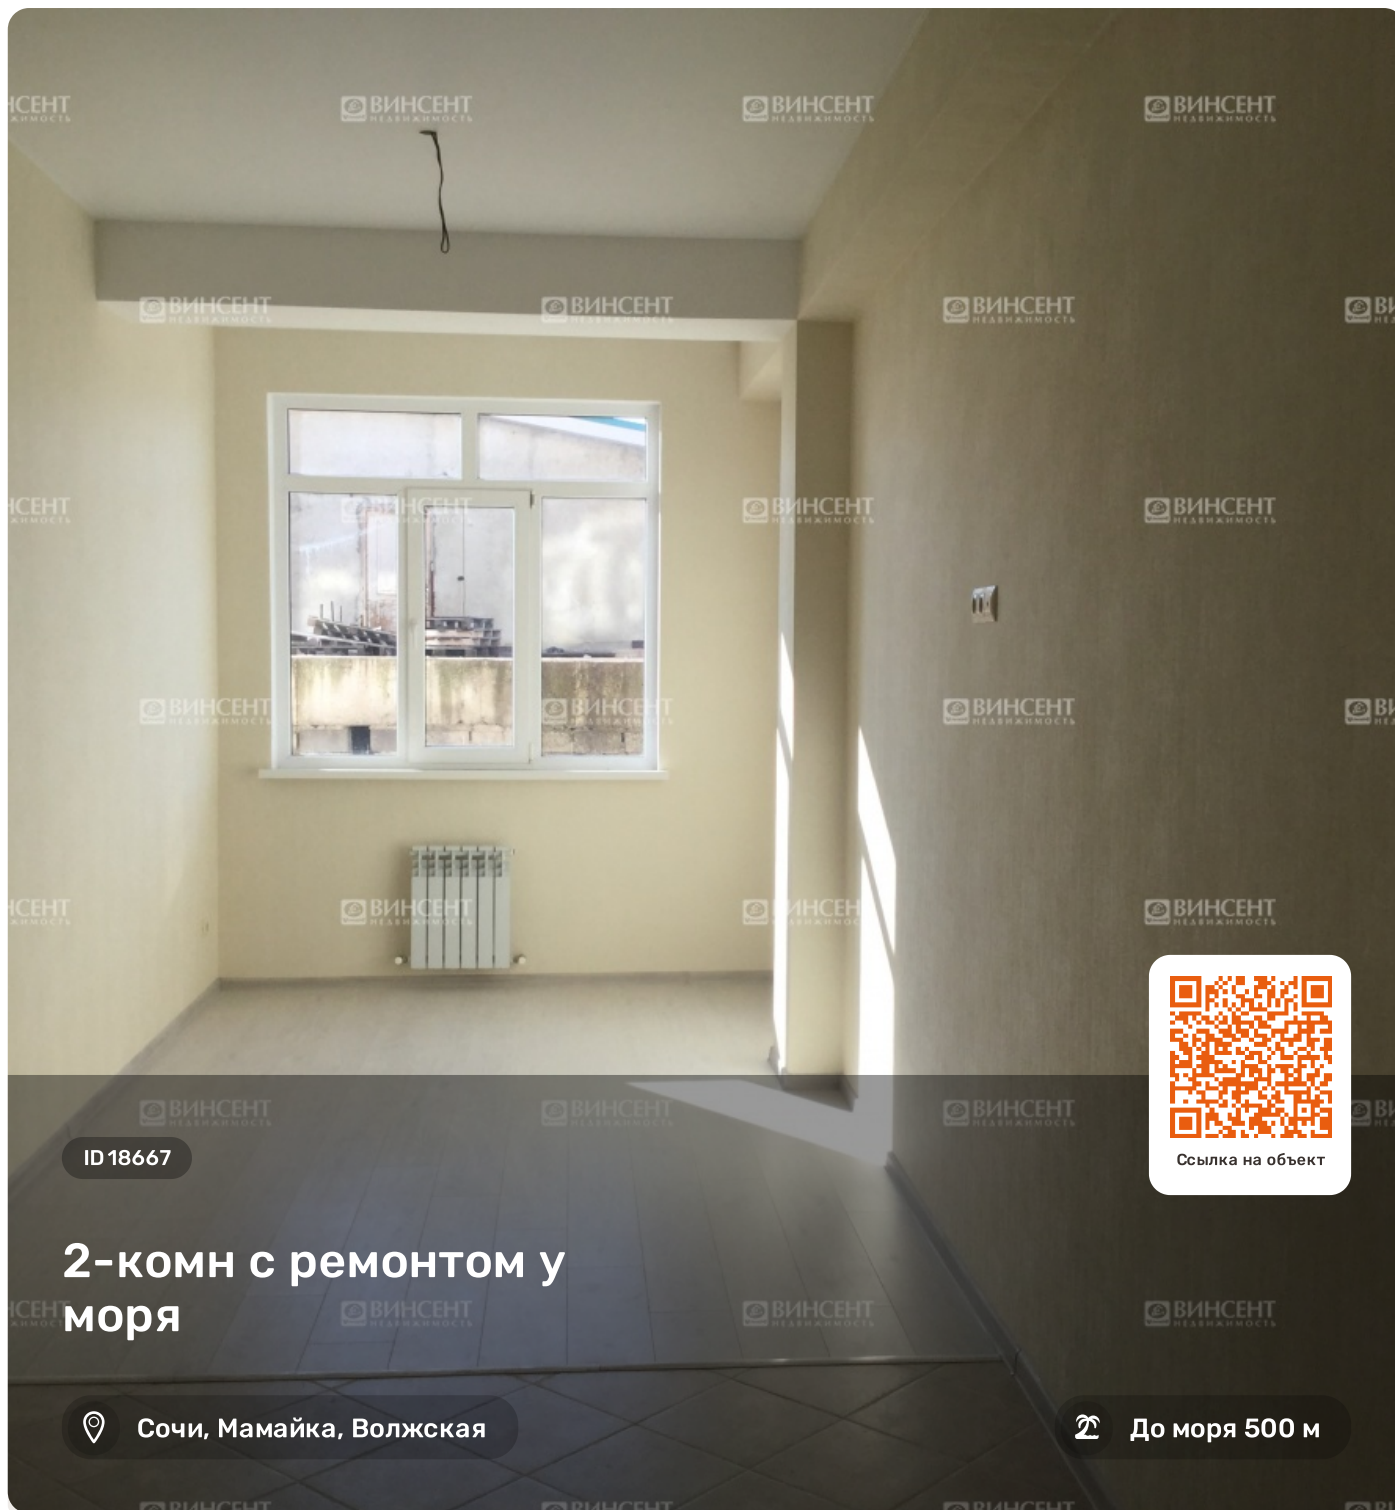 ВИНСЕНТ
НЕДВИЖИМОСТЬ
Ссылка на объект
ID 18667
2-комн с ремонтом у
моря
Сочи, Мамайка, Волжская
До моря 500 м